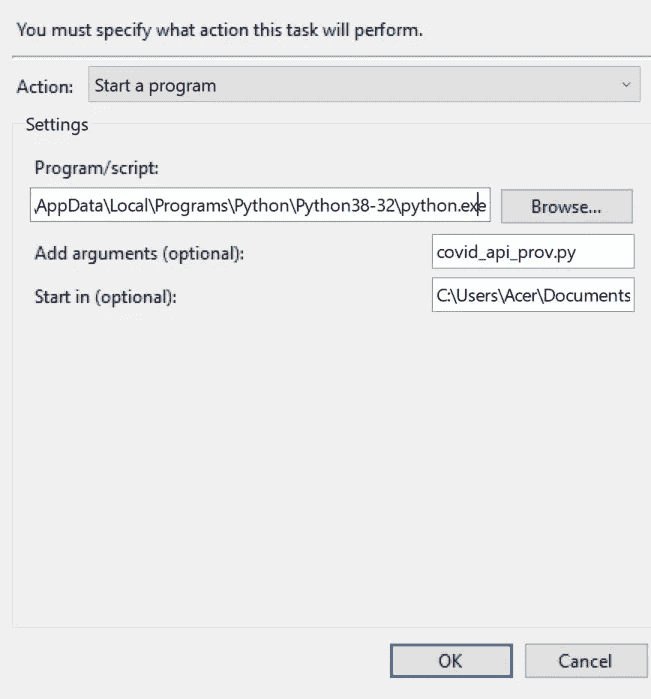 You must specify what action this task will perform.
Action: Start a program
Settings
Program/script:
\AppData\Local\Programs\Python\Python38-32\python.exe Browse...
Add arguments (optional): covid_api_prov.py
Start in (optional): C:\Users\Acer\Documents
OK Cancel